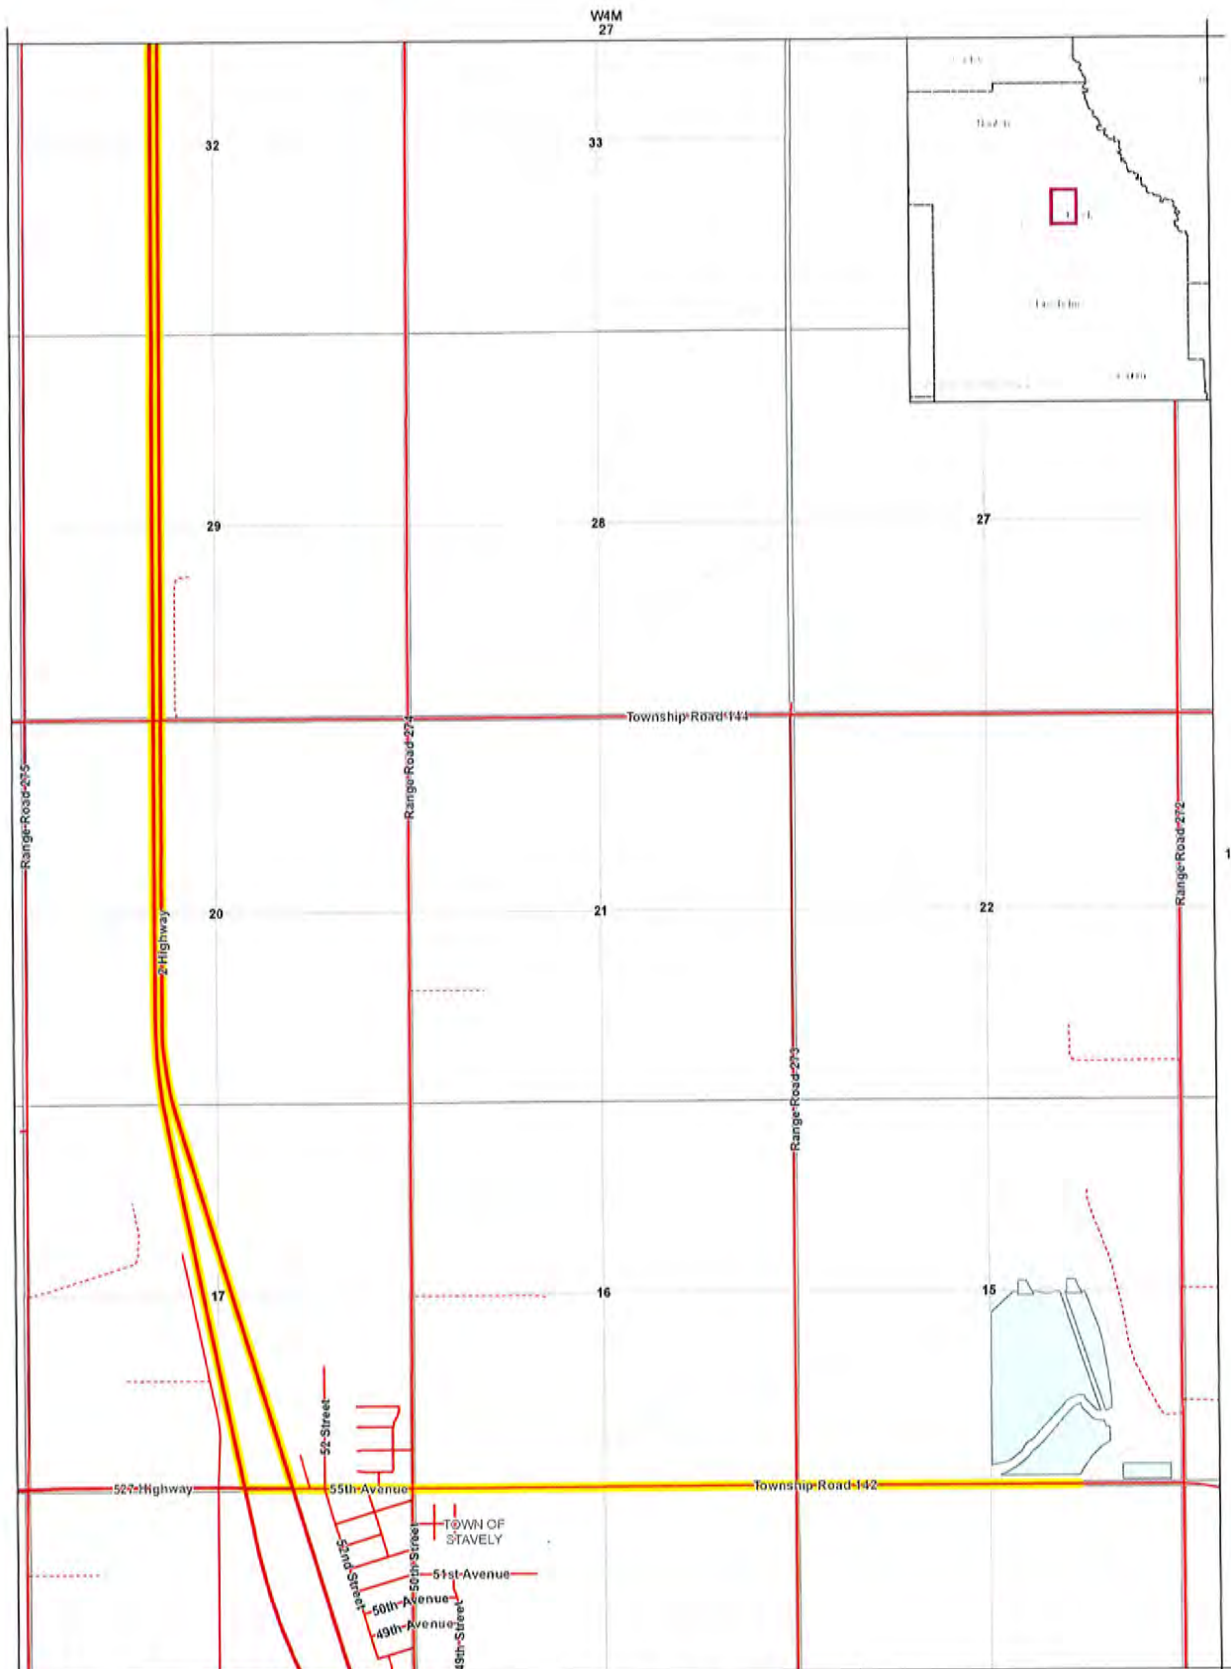 W4M
27
32
33
29
28
27
Township Road 144
Range Road 275
Range Road 274
Range Road 272
1
2 Highway
20
21
22
Range Road 273
17
16
15
52 Street
527 Highway
55th Avenue
Township Road 142
TOWN OF
STAVELY
52nd Street
50th Street
51st Avenue
50th Avenue
49th Avenue
49th Street